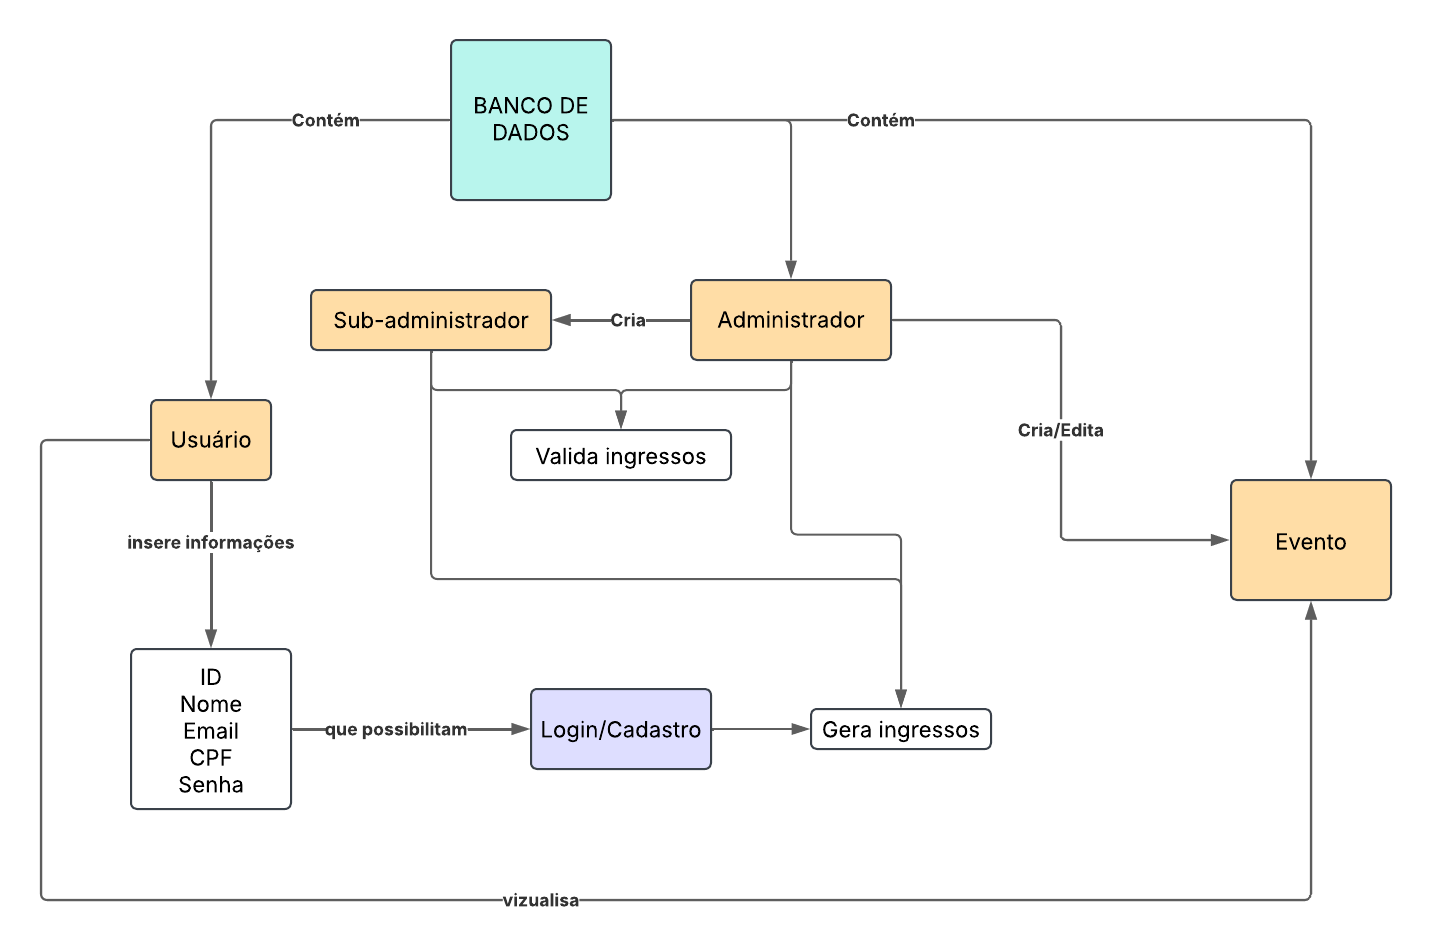 BANCO DE
DADOS
Contém
Contém
Sub-administrador
Cria
Administrador
Usuário
Cria/Edita
Valida ingressos
insere informações
Evento
ID
Nome
Email
CPF
Senha
que possibilitam
Login/Cadastro
Gera ingressos
vizualisa